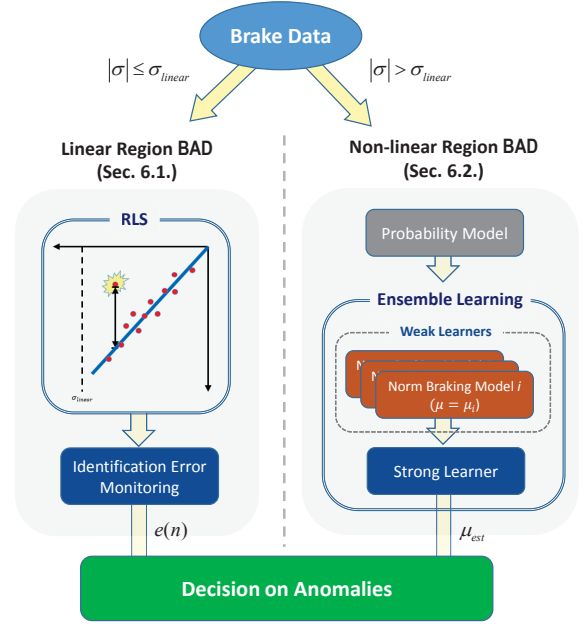 Brake Data
|σ| ≤ σ_linear
|σ| > σ_linear
Linear Region BAD
(Sec. 6.1.)
RLS
σ_linear
Identification Error
Monitoring
e(n)
Non-linear Region BAD
(Sec. 6.2.)
Probability Model
Ensemble Learning
Weak Learners
Norm Braking Model i
(μ = μ_i)
Strong Learner
μ_est
Decision on Anomalies